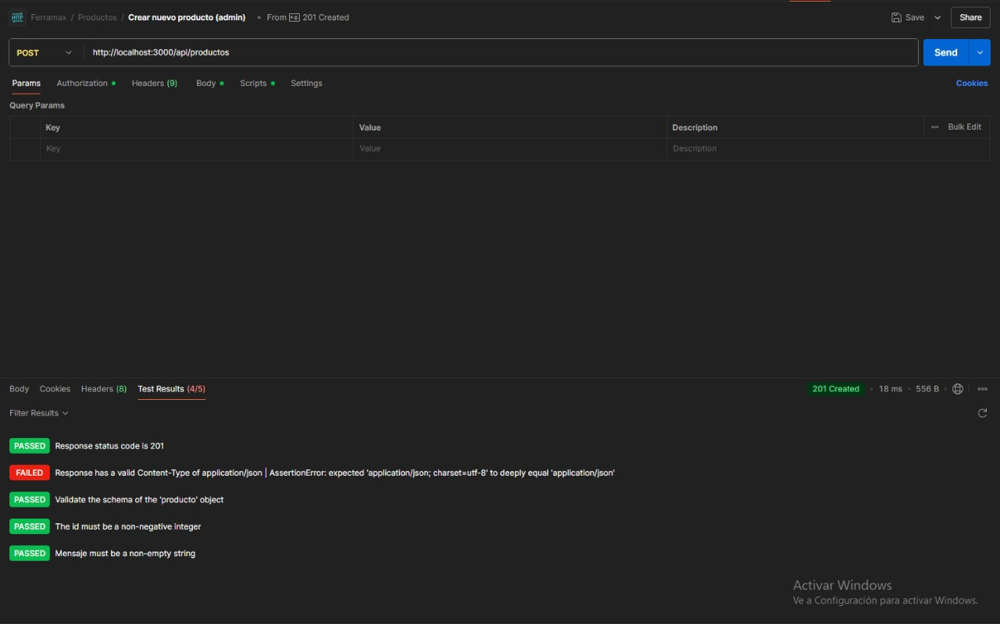 HTTP Ferramax / Productos / Crear nuevo producto (admin) • From e.g. 201 Created Save Share
POST http://localhost:3000/api/productos Send
Params Authorization Headers (9) Body Scripts Settings Cookies
Query Params
Key Value Description Bulk Edit
Key Value Description
Body Cookies Headers (8) Test Results (4/5) 201 Created • 18 ms • 556 B
Filter Results
PASSED Response status code is 201
FAILED Response has a valid Content-Type of application/json | AssertionError: expected 'application/json; charset=utf-8' to deeply equal 'application/json'
PASSED Validate the schema of the 'producto' object
PASSED The id must be a non-negative integer
PASSED Mensaje must be a non-empty string
Activar Windows
Ve a Configuración para activar Windows.